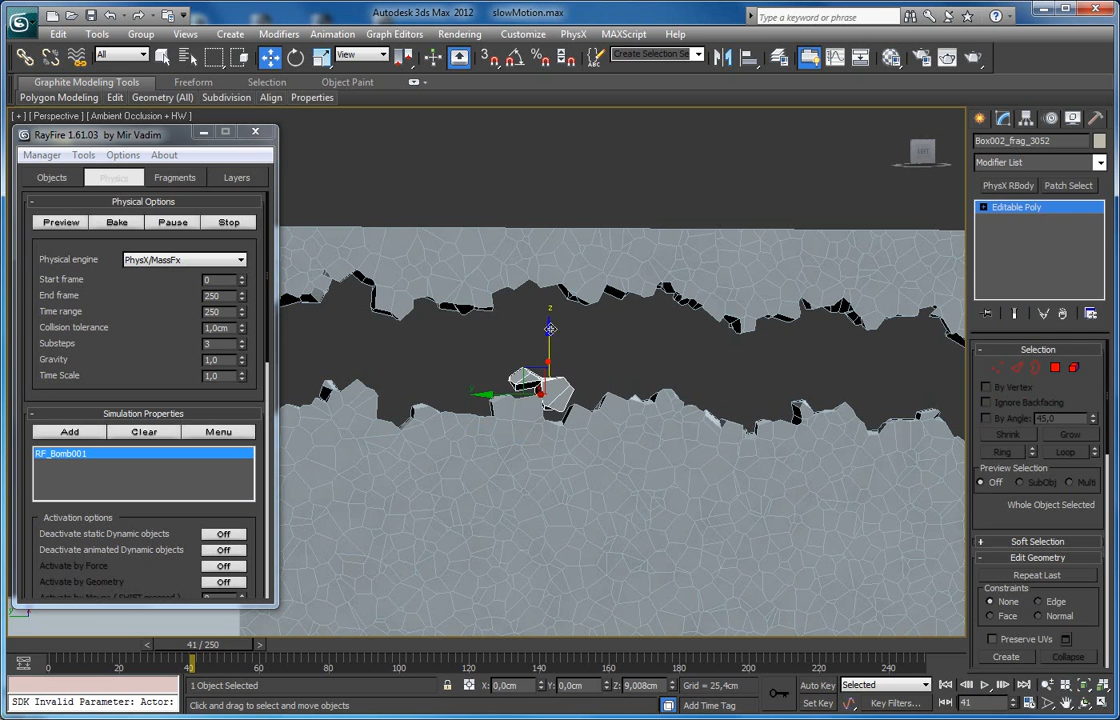 Autodesk 3ds Max 2012 slowMotion.max
Type a keyword or phrase
Edit Tools Group Views Create Modifiers Animation Graph Editors Rendering Customize PhysX MAXScript Help
All View Create Selection Se
Graphite Modeling Tools Freeform Selection Object Paint
Polygon Modeling Edit Geometry (All) Subdivision Align Properties
[ + ] [ Perspective ] [ Ambient Occlusion + HW ]
RayFire 1.61.03 by Mir Vadim
Manager Tools Options About
Objects Physics Fragments Layers
- Physical Options
Preview Bake Pause Stop
Physical engine PhysX/MassFx
Start frame 0
End frame 250
Time range 250
Collision tolerance 1,0cm
Substeps 3
Gravity 1,0
Time Scale 1,0
- Simulation Properties
Add Clear Menu
RF_Bomb001
Activation options
Deactivate static Dynamic objects Off
Deactivate animated Dynamic objects Off
Activate by Force Off
Activate by Geometry Off
z
y
Box002_frag_3052
Modifier List
PhysX RBody Patch Select
+ Editable Poly
- Selection
By Vertex
Ignore Backfacing
By Angle: 45,0
Shrink Grow
Ring Loop
Preview Selection
Off SubObj Multi
Whole Object Selected
+ Soft Selection
- Edit Geometry
Repeat Last
Constraints
None Edge
Face Normal
Preserve UVs
Create Collapse
< 41 / 250 >
0 20 40 60 80 100 120 140 160 180 200 220 240
1 Object Selected X: 0,0cm Y: 0,0cm Z: 9,008cm Grid = 25,4cm Auto Key Selected
SDK Invalid Parameter: Actor: Click and drag to select and move objects Add Time Tag Set Key Key Filters... 41